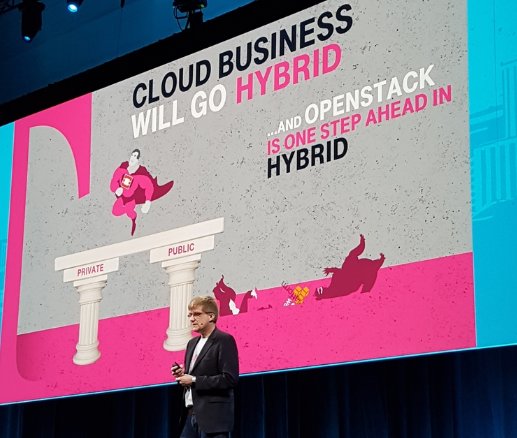 CLOUD BUSINESS
WILL GO HYBRID
...AND OPENSTACK
IS ONE STEP AHEAD IN
HYBRID
PRIVATE
PUBLIC